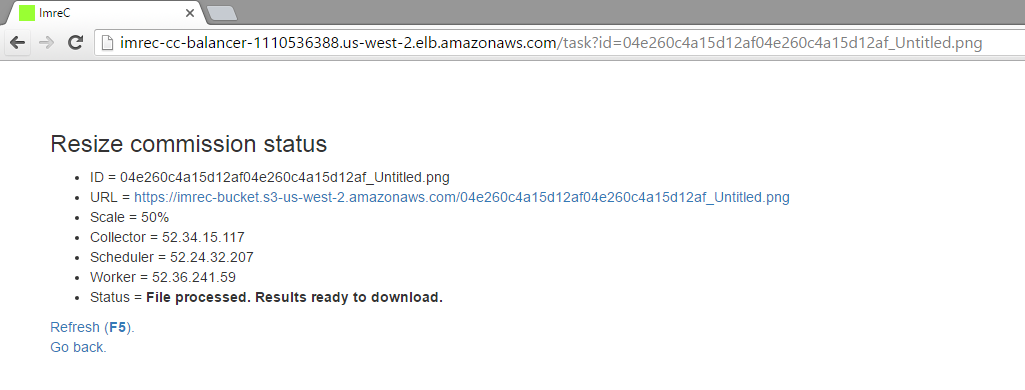 ImreC
imrec-cc-balancer-1110536388.us-west-2.elb.amazonaws.com/task?id=04e260c4a15d12af04e260c4a15d12af_Untitled.png
Resize commission status
ID = 04e260c4a15d12af04e260c4a15d12af_Untitled.png
URL = https://imrec-bucket.s3-us-west-2.amazonaws.com/04e260c4a15d12af04e260c4a15d12af_Untitled.png
Scale = 50%
Collector = 52.34.15.117
Scheduler = 52.24.32.207
Worker = 52.36.241.59
Status = File processed. Results ready to download.
Refresh (F5).
Go back.